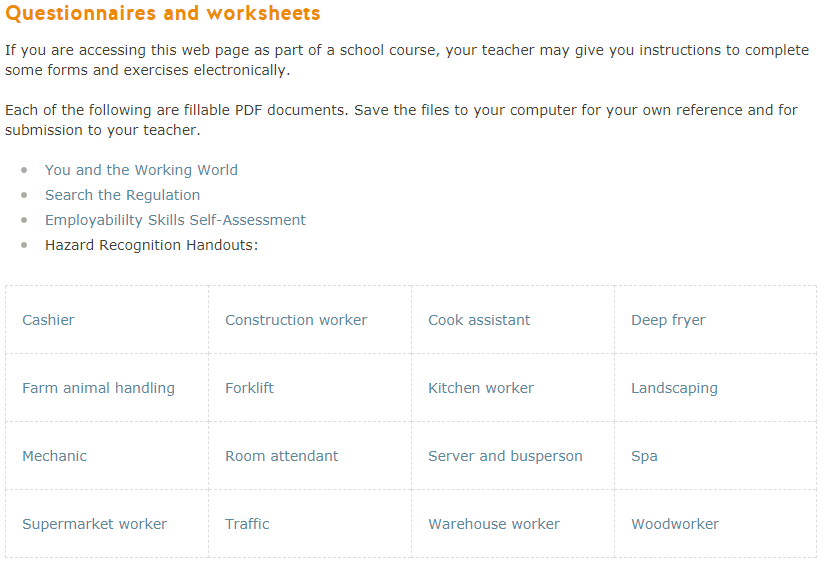 Questionnaires and worksheets
If you are accessing this web page as part of a school course, your teacher may give you instructions to complete
some forms and exercises electronically.
Each of the following are fillable PDF documents. Save the files to your computer for your own reference and for
submission to your teacher.
You and the Working World
Search the Regulation
Employabililty Skills Self-Assessment
Hazard Recognition Handouts:
Cashier Construction worker Cook assistant Deep fryer
Farm animal handling Forklift Kitchen worker Landscaping
Mechanic Room attendant Server and busperson Spa
Supermarket worker Traffic Warehouse worker Woodworker